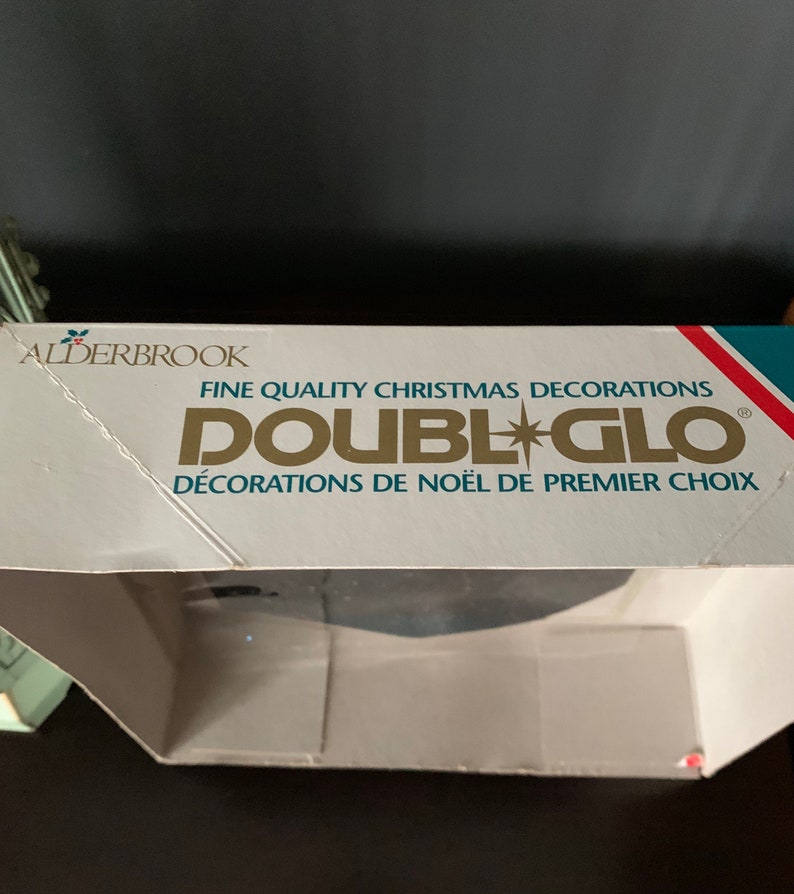 ALDERBROOK
FINE QUALITY CHRISTMAS DECORATIONS
DOUBL GLO®
DÉCORATIONS DE NOËL DE PREMIER CHOIX